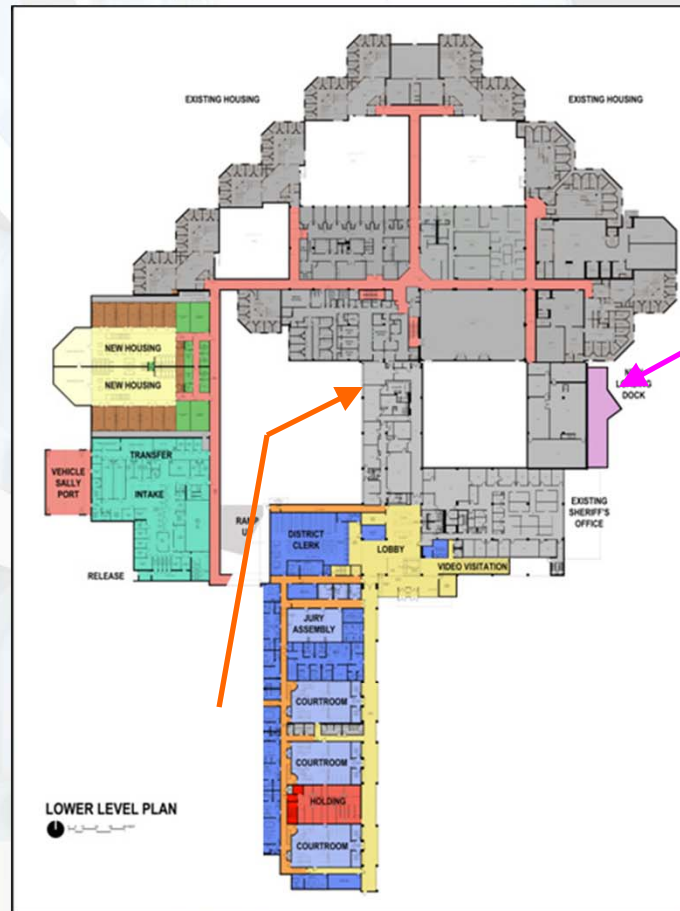 EXISTING HOUSING
EXISTING HOUSING
NEW HOUSING
NEW HOUSING
DOCK
TRANSFER
VEHICLE
SALLY
PORT
INTAKE
EXISTING
SHERIFF'S
OFFICE
RAMP
DISTRICT
CLERK
LOBBY
VIDEO VISITATION
RELEASE
JURY
ASSEMBLY
COURTROOM
COURTROOM
HOLDING
COURTROOM
LOWER LEVEL PLAN